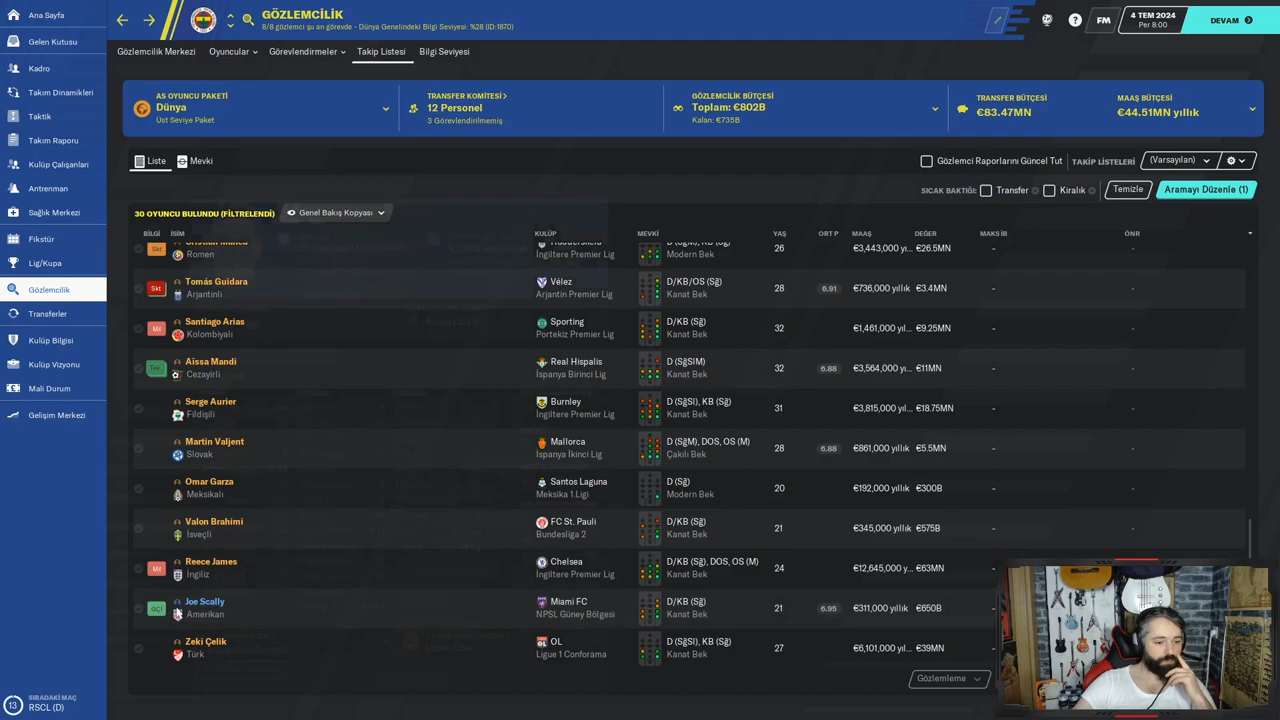 GÖZLEMCİLİK
8/8 gözlemci şu an görevde - Dünya Genelindeki Bilgi Seviyesi: %28 (ID:1870)
FM
4 TEM 2024
Per 8:00
DEVAM
Ana Sayfa
Gelen Kutusu
Kadro
Takım Dinamikleri
Taktik
Takım Raporu
Kulüp Çalışanları
Antrenman
Sağlık Merkezi
Fikstür
Lig/Kupa
Gözlemcilik
Transferler
Kulüp Bilgisi
Kulüp Vizyonu
Mali Durum
Gelişim Merkezi
13
SIRADAKİ MAÇ
RSCL (D)
Gözlemcilik Merkezi
Oyuncular
Görevlendirmeler
Takip Listesi
Bilgi Seviyesi
AS OYUNCU PAKETİ
Dünya
Üst Seviye Paket
TRANSFER KOMİTESİ >
12 Personel
3 Görevlendirilmemiş
GÖZLEMCİLİK BÜTÇESİ
Toplam: €802B
Kalan: €735B
TRANSFER BÜTÇESİ
€83.47MN
MAAŞ BÜTÇESİ
€44.51MN yıllık
Liste
Mevki
Gözlemci Raporlarını Güncel Tut
TAKİP LİSTELERİ
(Varsayılan)
SICAK BAKTIĞI:
Transfer
Kiralık
Temizle
Aramayı Düzenle (1)
30 OYUNCU BULUNDU (FİLTRELENDİ)
Genel Bakış Kopyası
BİLGİ İSİM KULÜP MEVKİ YAŞ ORT P MAAŞ DEĞER MAKS İB ÖNR
Skt 26 €3,443,000 yı... €26.5MN - -
Romen İngiltere Premier Lig Modern Bek
Skt Tomás Guidara Vélez D/KB/OS (Sğ) 28 6.91 €736,000 yıllık €3.4MN - -
Arjantinli Arjantin Premier Lig Kanat Bek
Mil Santiago Arias Sporting D/KB (Sğ) 32 €1,461,000 yıl... €9.25MN - -
Kolombiyalı Portekiz Premier Lig Kanat Bek
Tek. Aïssa Mandi Real Hispalis D (SğSIM) 32 6.88 €3,564,000 yıl... €11MN - -
Cezayirli İspanya Birinci Lig Kanat Bek
Serge Aurier Burnley D (SğSl), KB (Sğ) 31 €3,815,000 yıl... €18.75MN - -
Fildişili İngiltere Premier Lig Kanat Bek
Martin Valjent Mallorca D (SğM), DOS, OS (M) 28 6.88 €861,000 yıllık €5.5MN - -
Slovak İspanya İkinci Lig Çakılı Bek
Omar Garza Santos Laguna D (Sğ) 20 €192,000 yıllık €300B - -
Meksikalı Meksika 1.Ligi Modern Bek
Valon Brahimi FC St. Pauli D/KB (Sğ) 21 €345,000 yıllık €575B - -
İsveçli Bundesliga 2 Kanat Bek
Mil Reece James Chelsea D/KB (Sğ), DOS, OS (M) 24 €12,645,000 yıl... €63MN -
İngiliz İngiltere Premier Lig Kanat Bek
GÇİ Joe Scally Miami FC D/KB (Sğ) 21 6.95 €311,000 yıllık €650B -
Amerikan NPSL Güney Bölgesi Kanat Bek
Zeki Çelik OL D (SğSl), KB (Sğ) 27 €6,101,000 yıl... €39MN -
Türk Ligue 1 Conforama Kanat Bek
Gözlemleme